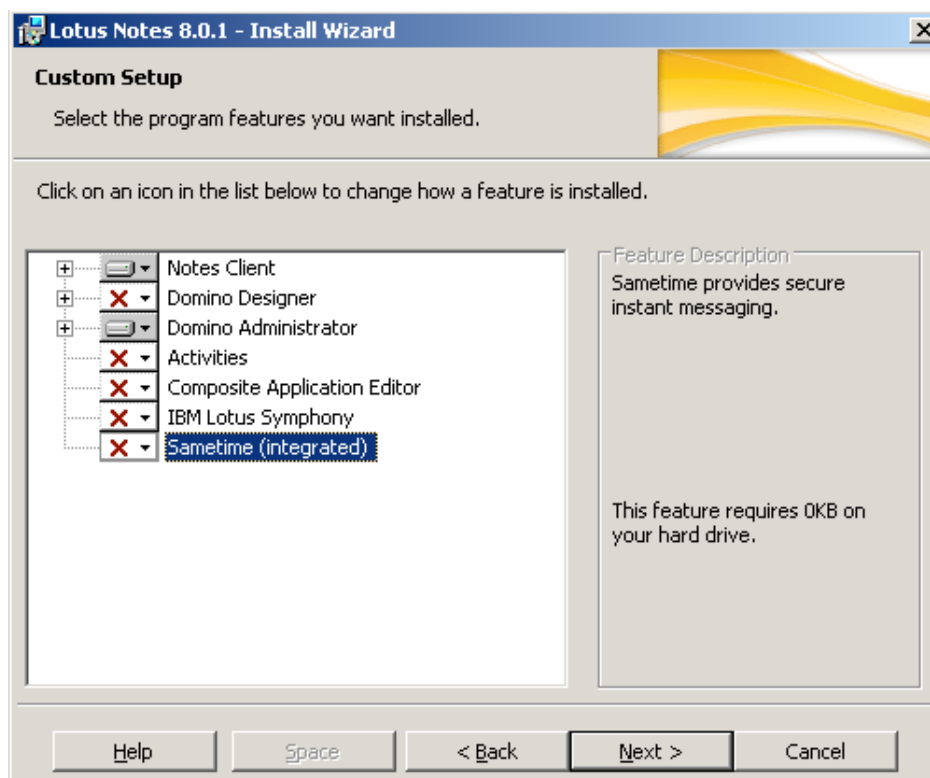 Lotus Notes 8.0.1 - Install Wizard
Custom Setup
Select the program features you want installed.
Click on an icon in the list below to change how a feature is installed.
Notes Client
Domino Designer
Domino Administrator
Activities
Composite Application Editor
IBM Lotus Symphony
Sametime (integrated)
Feature Description
Sametime provides secure
instant messaging.
This feature requires 0KB on
your hard drive.
Help
Space
< Back
Next >
Cancel